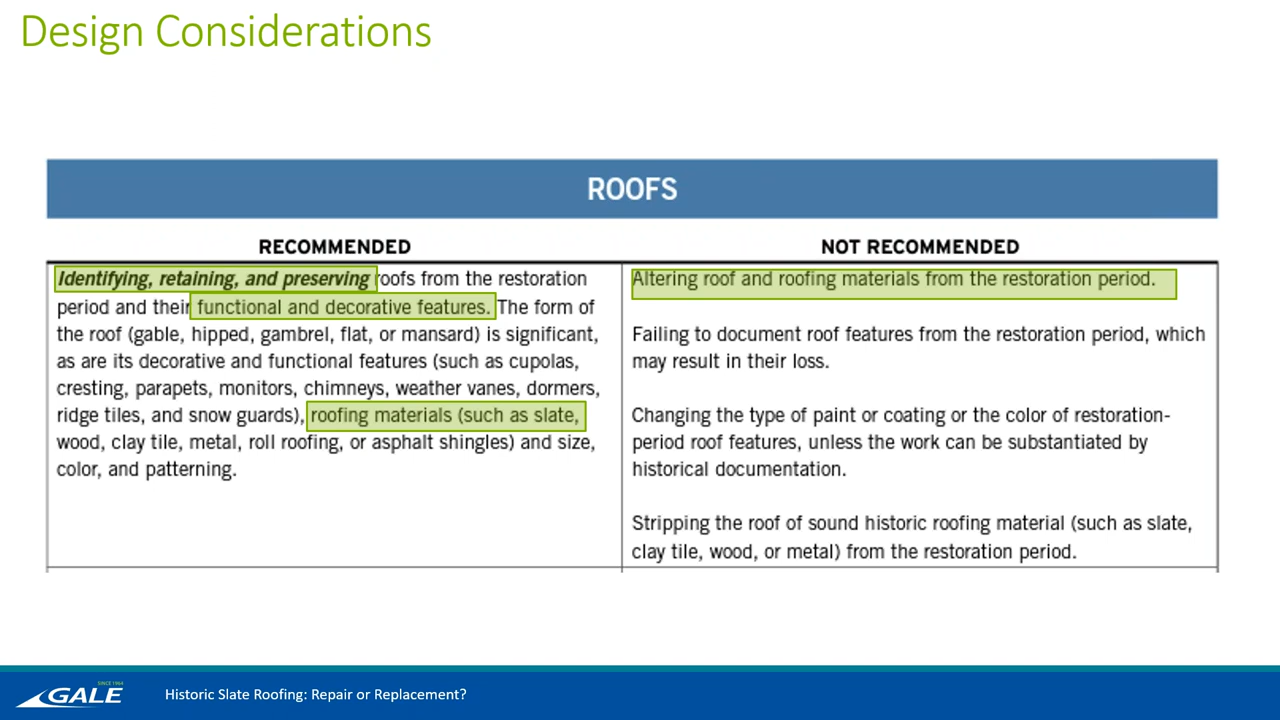 Design Considerations
ROOFS
RECOMMENDED
Identifying, retaining, and preserving roofs from the restoration
period and their functional and decorative features. The form of
the roof (gable, hipped, gambrel, flat, or mansard) is significant,
as are its decorative and functional features (such as cupolas,
cresting, parapets, monitors, chimneys, weather vanes, dormers,
ridge tiles, and snow guards), roofing materials (such as slate,
wood, clay tile, metal, roll roofing, or asphalt shingles) and size,
color, and patterning.
NOT RECOMMENDED
Altering roof and roofing materials from the restoration period.
Failing to document roof features from the restoration period, which
may result in their loss.
Changing the type of paint or coating or the color of restoration-
period roof features, unless the work can be substantiated by
historical documentation.
Stripping the roof of sound historic roofing material (such as slate,
clay tile, wood, or metal) from the restoration period.
SINCE 1964
GALE
Historic Slate Roofing: Repair or Replacement?